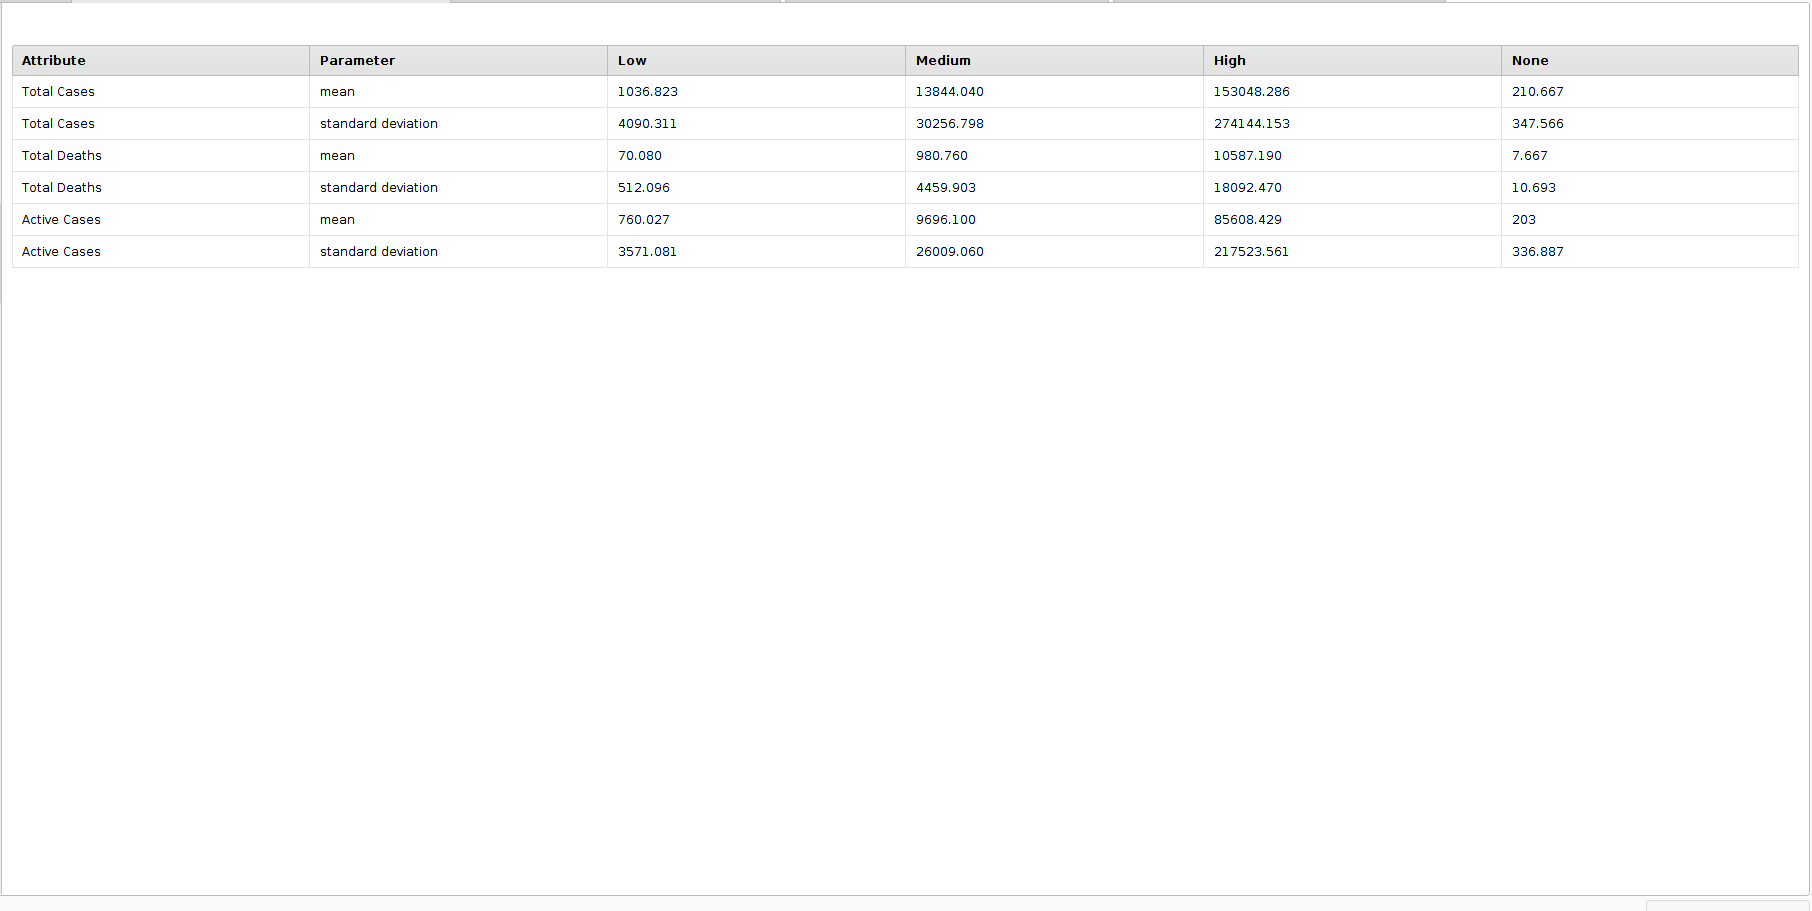 Attribute Parameter Low Medium High None
Total Cases mean 1036.823 13844.040 153048.286 210.667
Total Cases standard deviation 4090.311 30256.798 274144.153 347.566
Total Deaths mean 70.080 980.760 10587.190 7.667
Total Deaths standard deviation 512.096 4459.903 18092.470 10.693
Active Cases mean 760.027 9696.100 85608.429 203
Active Cases standard deviation 3571.081 26009.060 217523.561 336.887